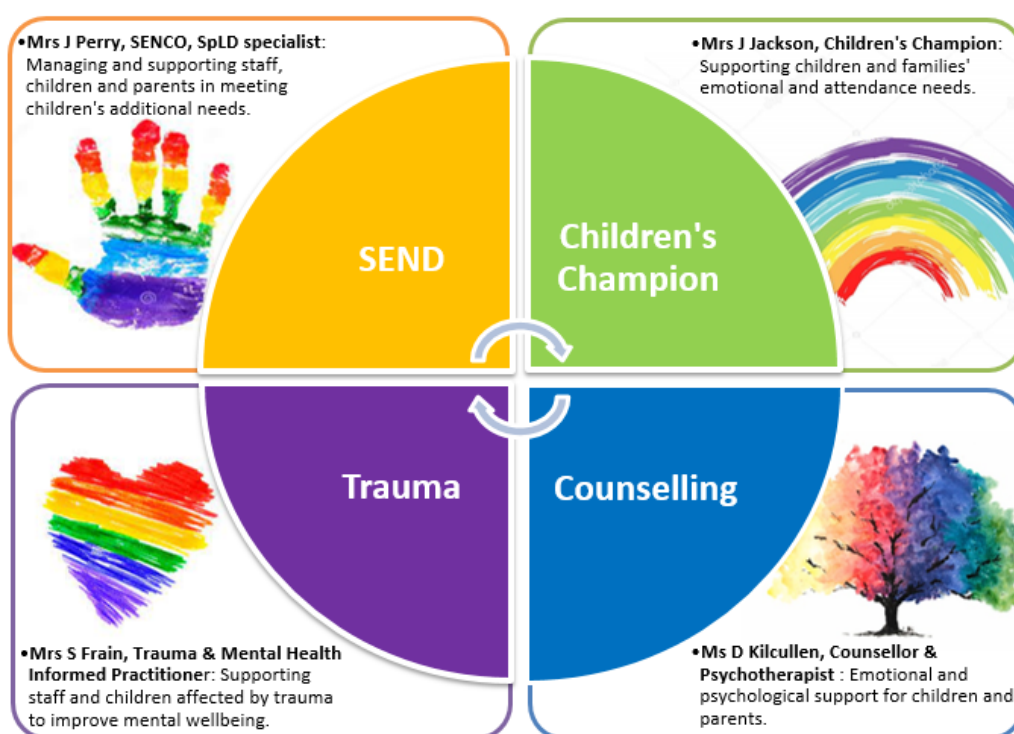 •Mrs J Perry, SENCO, SpLD specialist:
Managing and supporting staff,
children and parents in meeting
children's additional needs.
•Mrs J Jackson, Children's Champion:
Supporting children and families'
emotional and attendance needs.
SEND
Children's
Champion
Trauma
Counselling
•Mrs S Frain, Trauma & Mental Health
Informed Practitioner: Supporting
staff and children affected by trauma
to improve mental wellbeing.
•Ms D Kilcullen, Counsellor &
Psychotherapist : Emotional and
psychological support for children and
parents.